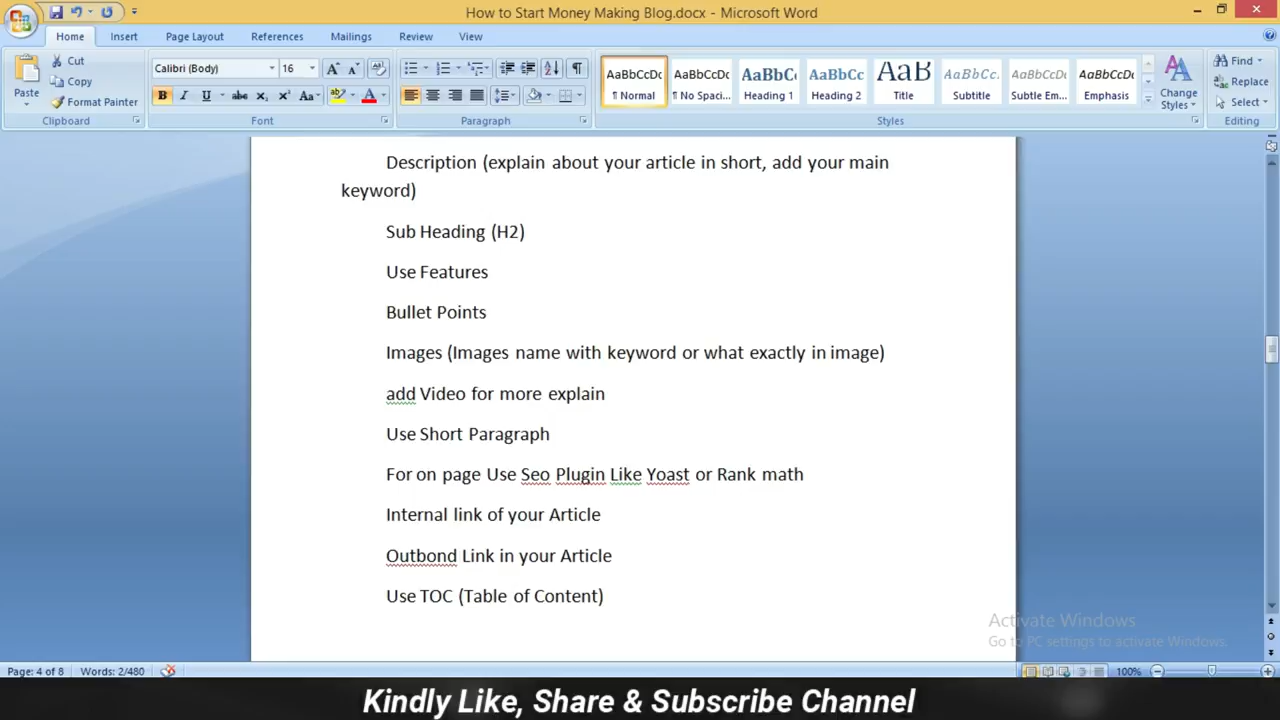 How to Start Money Making Blog.docx - Microsoft Word
Home Insert Page Layout References Mailings Review View
Paste Cut Copy Format Painter Clipboard
Calibri (Body) 16 Font
Paragraph
AaBbCcDc ¶ Normal AaBbCcDc ¶ No Spaci... AaBbCc Heading 1 AaBbCc Heading 2 AaB Title AaBbCc. Subtitle AaBbCcDc Subtle Em... AaBbCcDc Emphasis Change Styles Styles
Find Replace Select Editing
Description (explain about your article in short, add your main
keyword)
Sub Heading (H2)
Use Features
Bullet Points
Images (Images name with keyword or what exactly in image)
add Video for more explain
Use Short Paragraph
For on page Use Seo Plugin Like Yoast or Rank math
Internal link of your Article
Outbond Link in your Article
Use TOC (Table of Content)
Activate Windows
Go to PC settings to activate Windows.
Page: 4 of 8 Words: 2/480 100%
Kindly Like, Share & Subscribe Channel